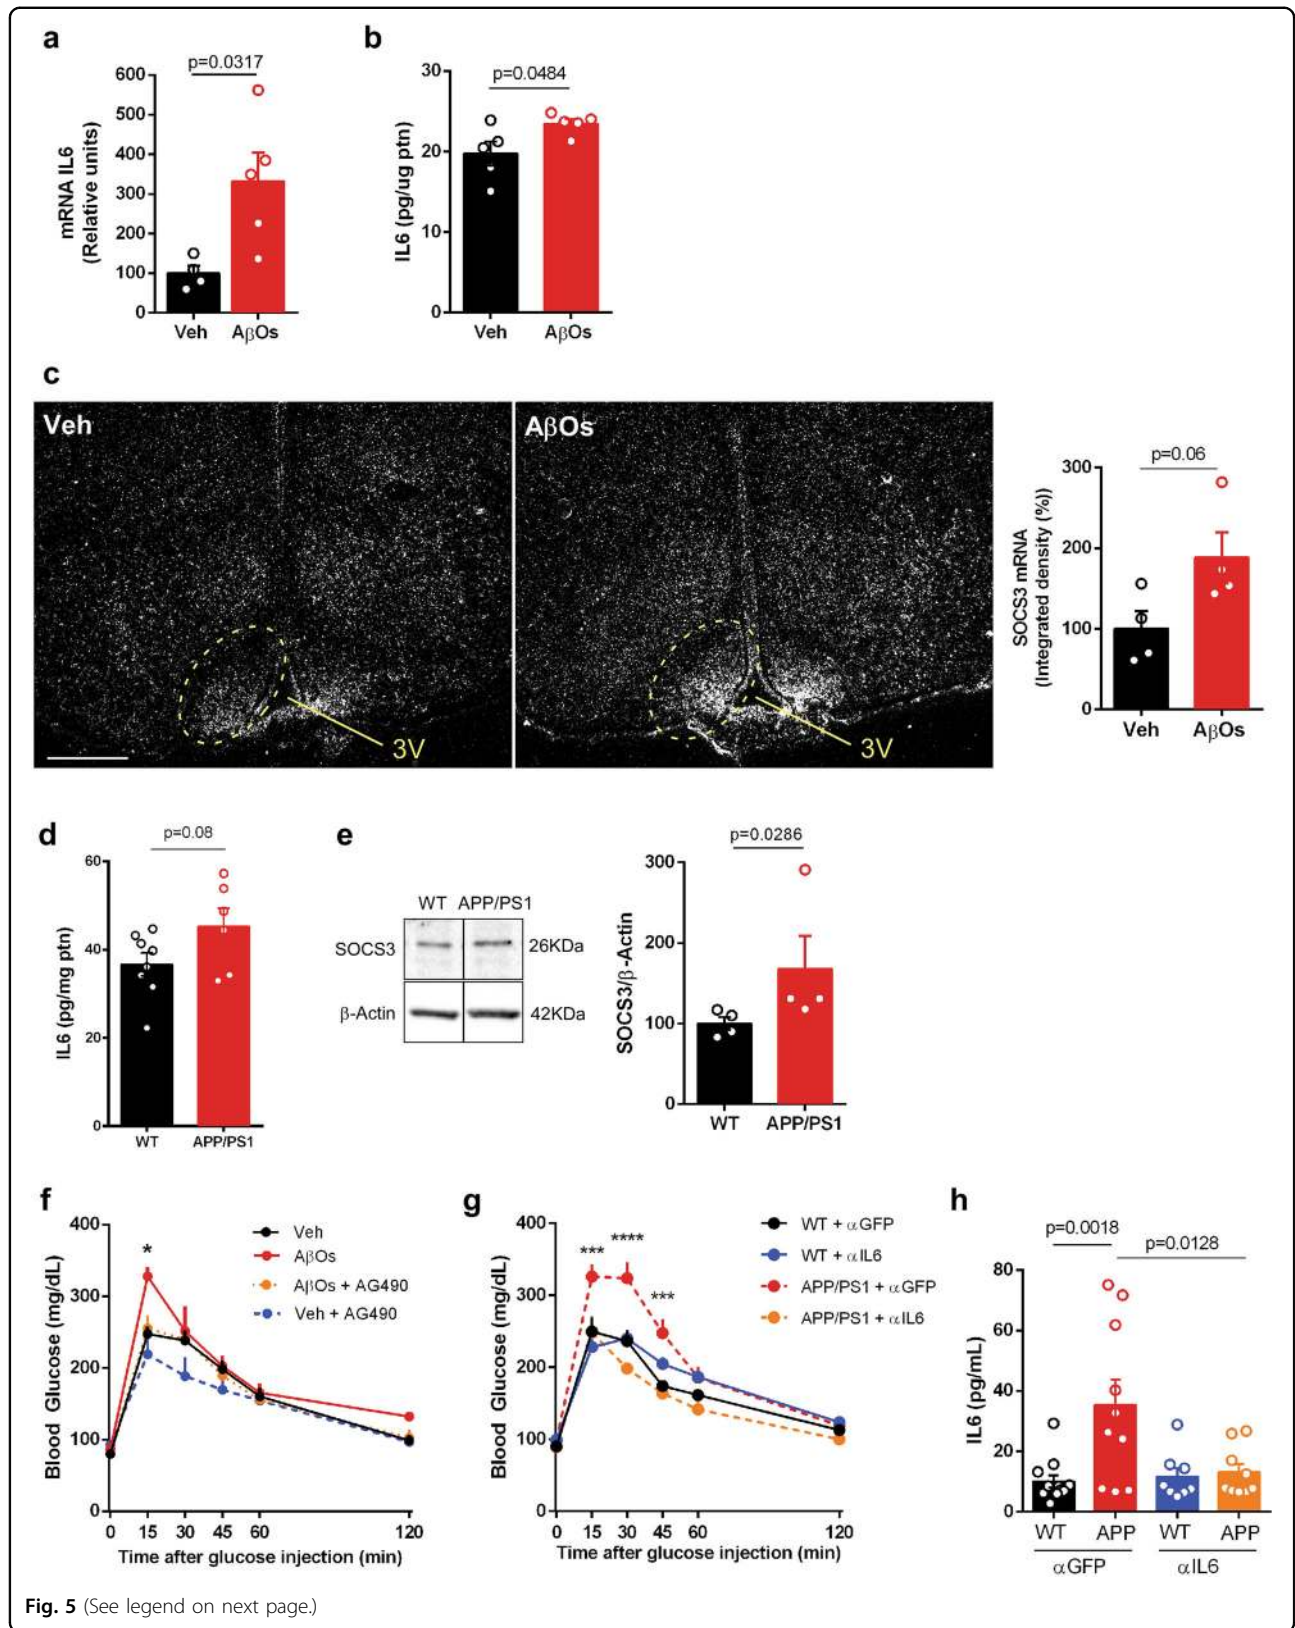 a
p=0.0317
mRNA IL6
(Relative units)
600
500
400
300
200
100
0
Veh AβOs
b
p=0.0484
IL6 (pg/ug ptn)
30
20
10
0
Veh AβOs
c
Veh
3V
AβOs
3V
p=0.06
SOCS3 mRNA
(Integrated density (%))
300
200
100
0
Veh AβOs
d
p=0.08
IL6 (pg/mg ptn)
60
40
20
0
WT APP/PS1
e
WT APP/PS1
SOCS3 26KDa
β-Actin 42KDa
p=0.0286
SOCS3/β-Actin
300
200
100
0
WT APP/PS1
f
Blood Glucose (mg/dL)
400
300
200
100
0
*
Veh
AβOs
AβOs + AG490
Veh + AG490
0 15 30 45 60 120
Time after glucose injection (min)
g
Blood Glucose (mg/dL)
400
300
200
100
0
*** **** ***
WT + αGFP
WT + αIL6
APP/PS1 + αGFP
APP/PS1 + αIL6
0 15 30 45 60 120
Time after glucose injection (min)
h
p=0.0018
p=0.0128
IL6 (pg/mL)
80
60
40
20
0
WT APP WT APP
αGFP αIL6
Fig. 5 (See legend on next page.)